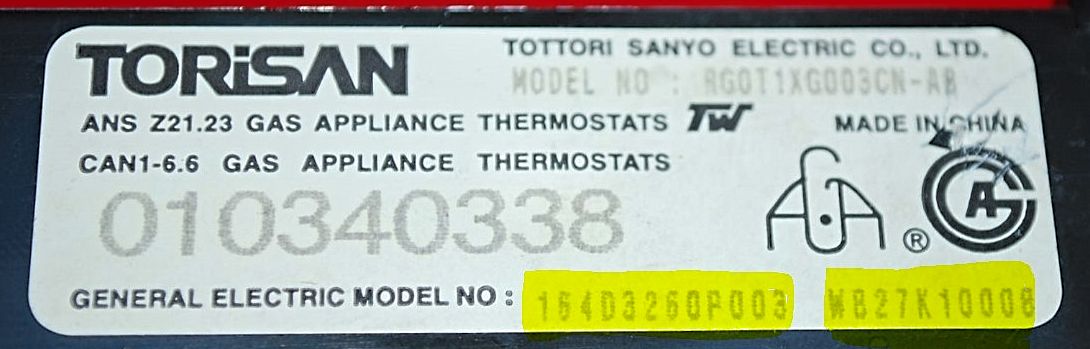 TORiSAN
TOTTORI SANYO ELECTRIC CO., LTD.
MODEL NO : RGOT1XG003CN-AB
ANS Z21.23 GAS APPLIANCE THERMOSTATS TW MADE IN CHINA
CAN1-6.6 GAS APPLIANCE THERMOSTATS
010340338
®
GENERAL ELECTRIC MODEL NO : 164D3260P003 WB27K10008